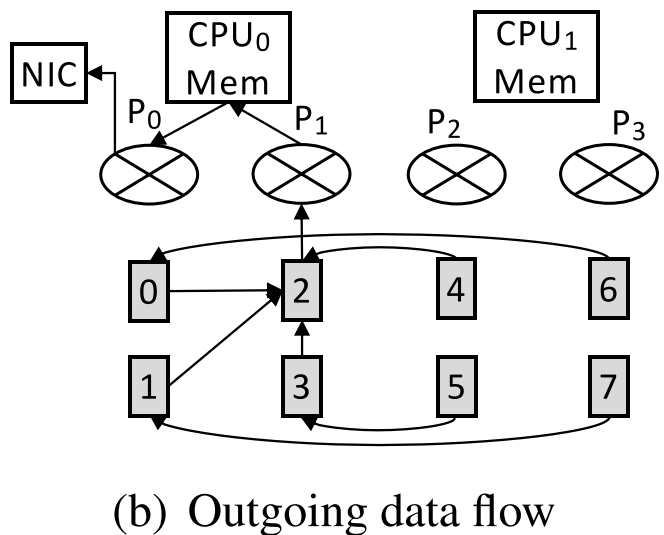 CPU₀
Mem
CPU₁
Mem
NIC
P₀
P₁
P₂
P₃
0
2
4
6
1
3
5
7
(b) Outgoing data flow